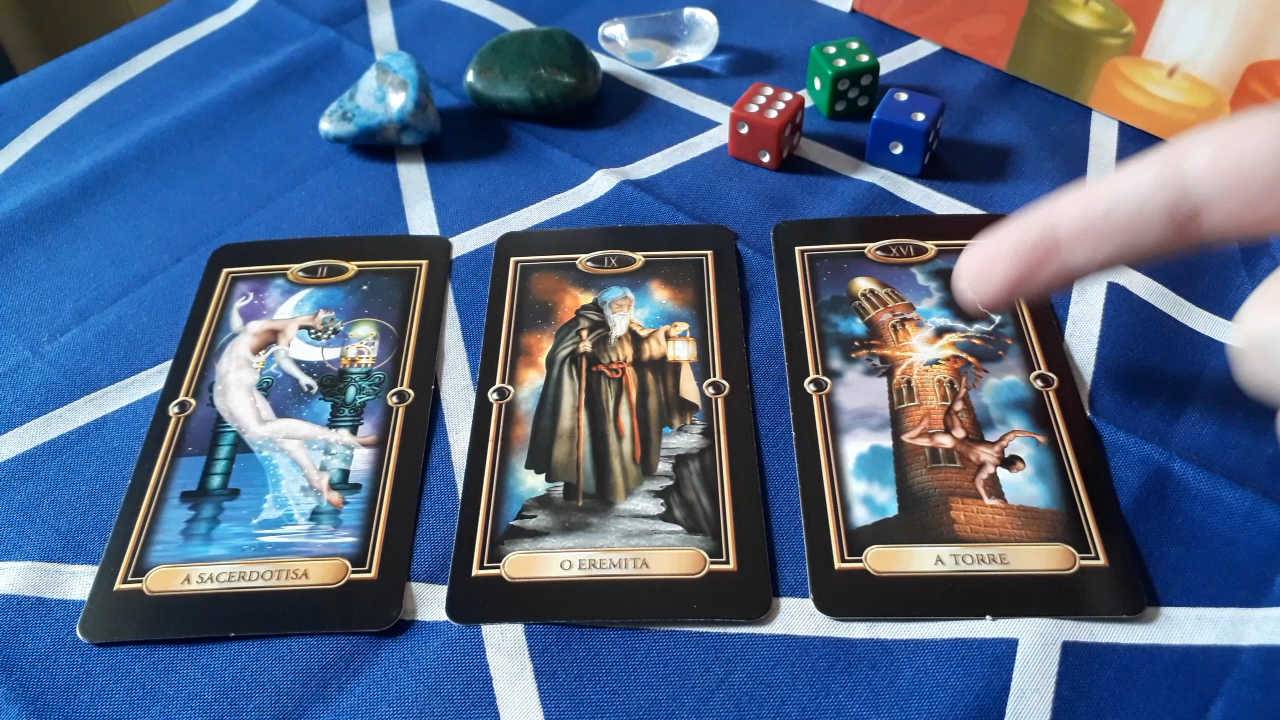 II
IX
XVI
A SACERDOTISA
O EREMITA
A TORRE